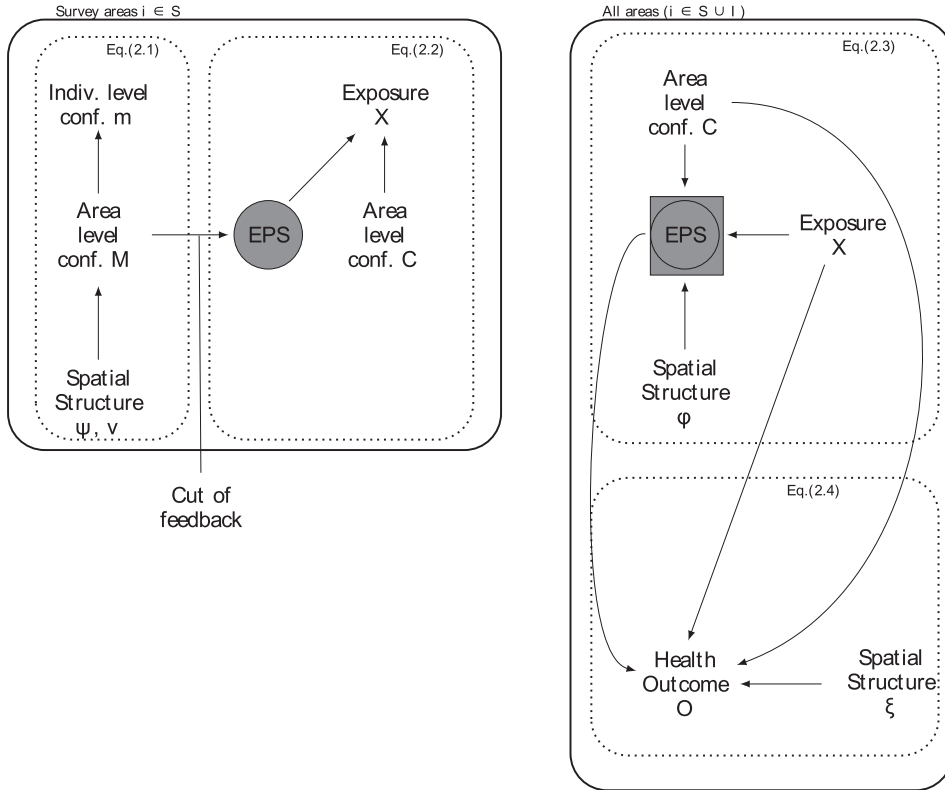 Survey areas i ∈ S
Eq.(2.1)
Indiv. level
conf. m
Area
level
conf. M
Spatial
Structure
ψ, ν
Eq.(2.2)
Exposure
X
EPS
Area
level
conf. C
Cut of
feedback
All areas (i ∈ S ∪ I)
Eq.(2.3)
Area
level
conf. C
EPS
Exposure
X
Spatial
Structure
φ
Eq.(2.4)
Health
Outcome
O
Spatial
Structure
ξ